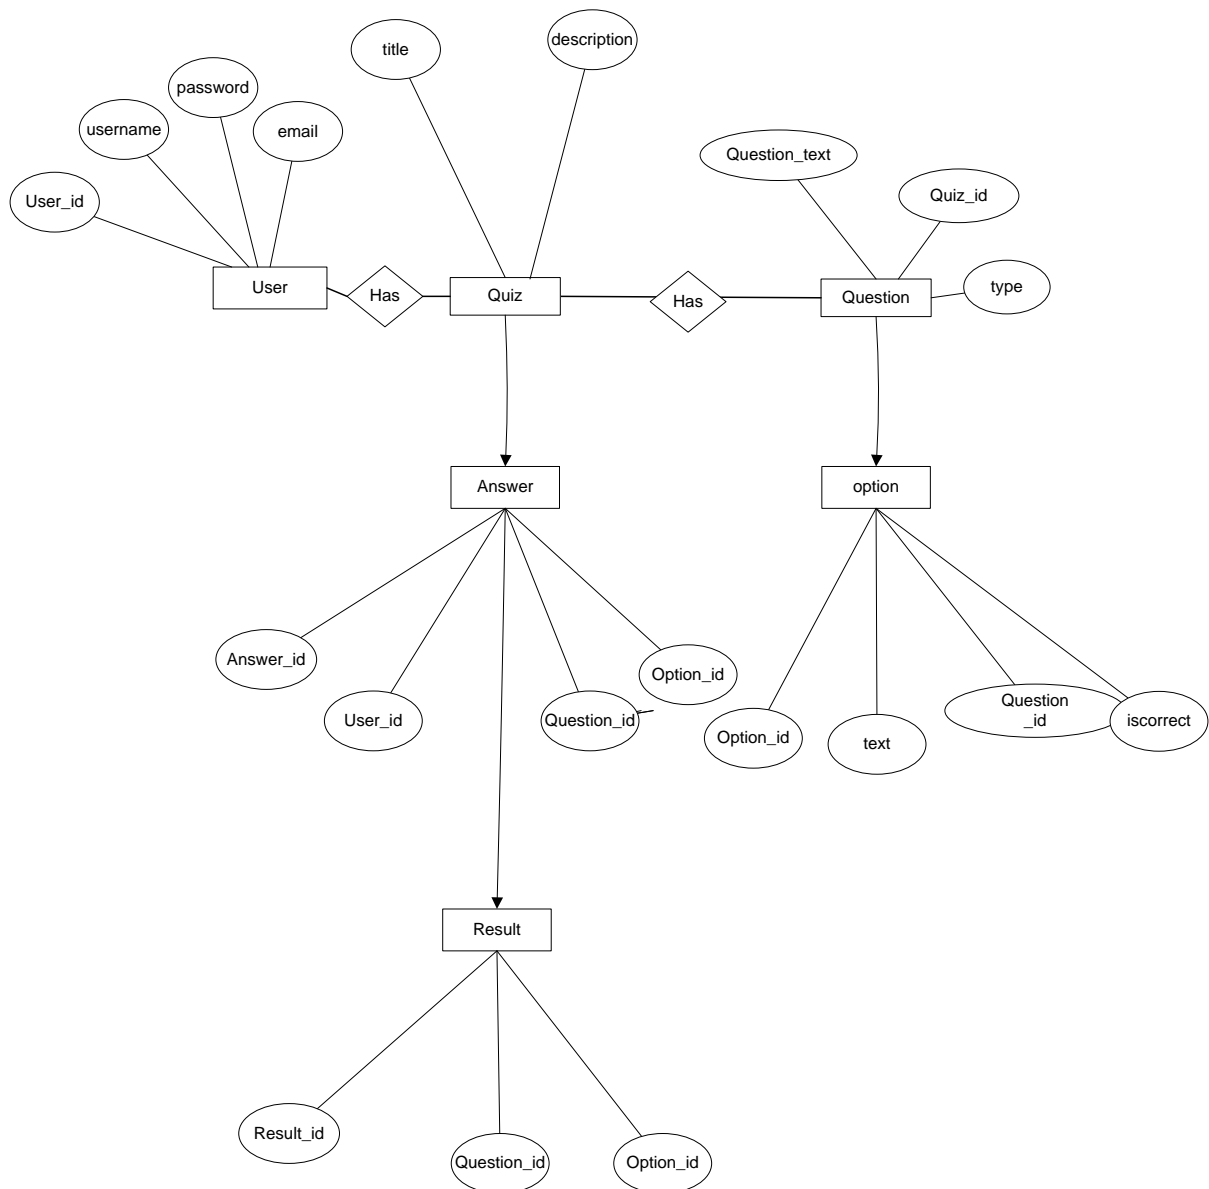 title
description
password
username
email
Question_text
User_id
Quiz_id
User
Has
Quiz
Has
Question
type
Answer
option
Answer_id
User_id
Question_id
Option_id
Option_id
text
Question
_id
iscorrect
Result
Result_id
Question_id
Option_id